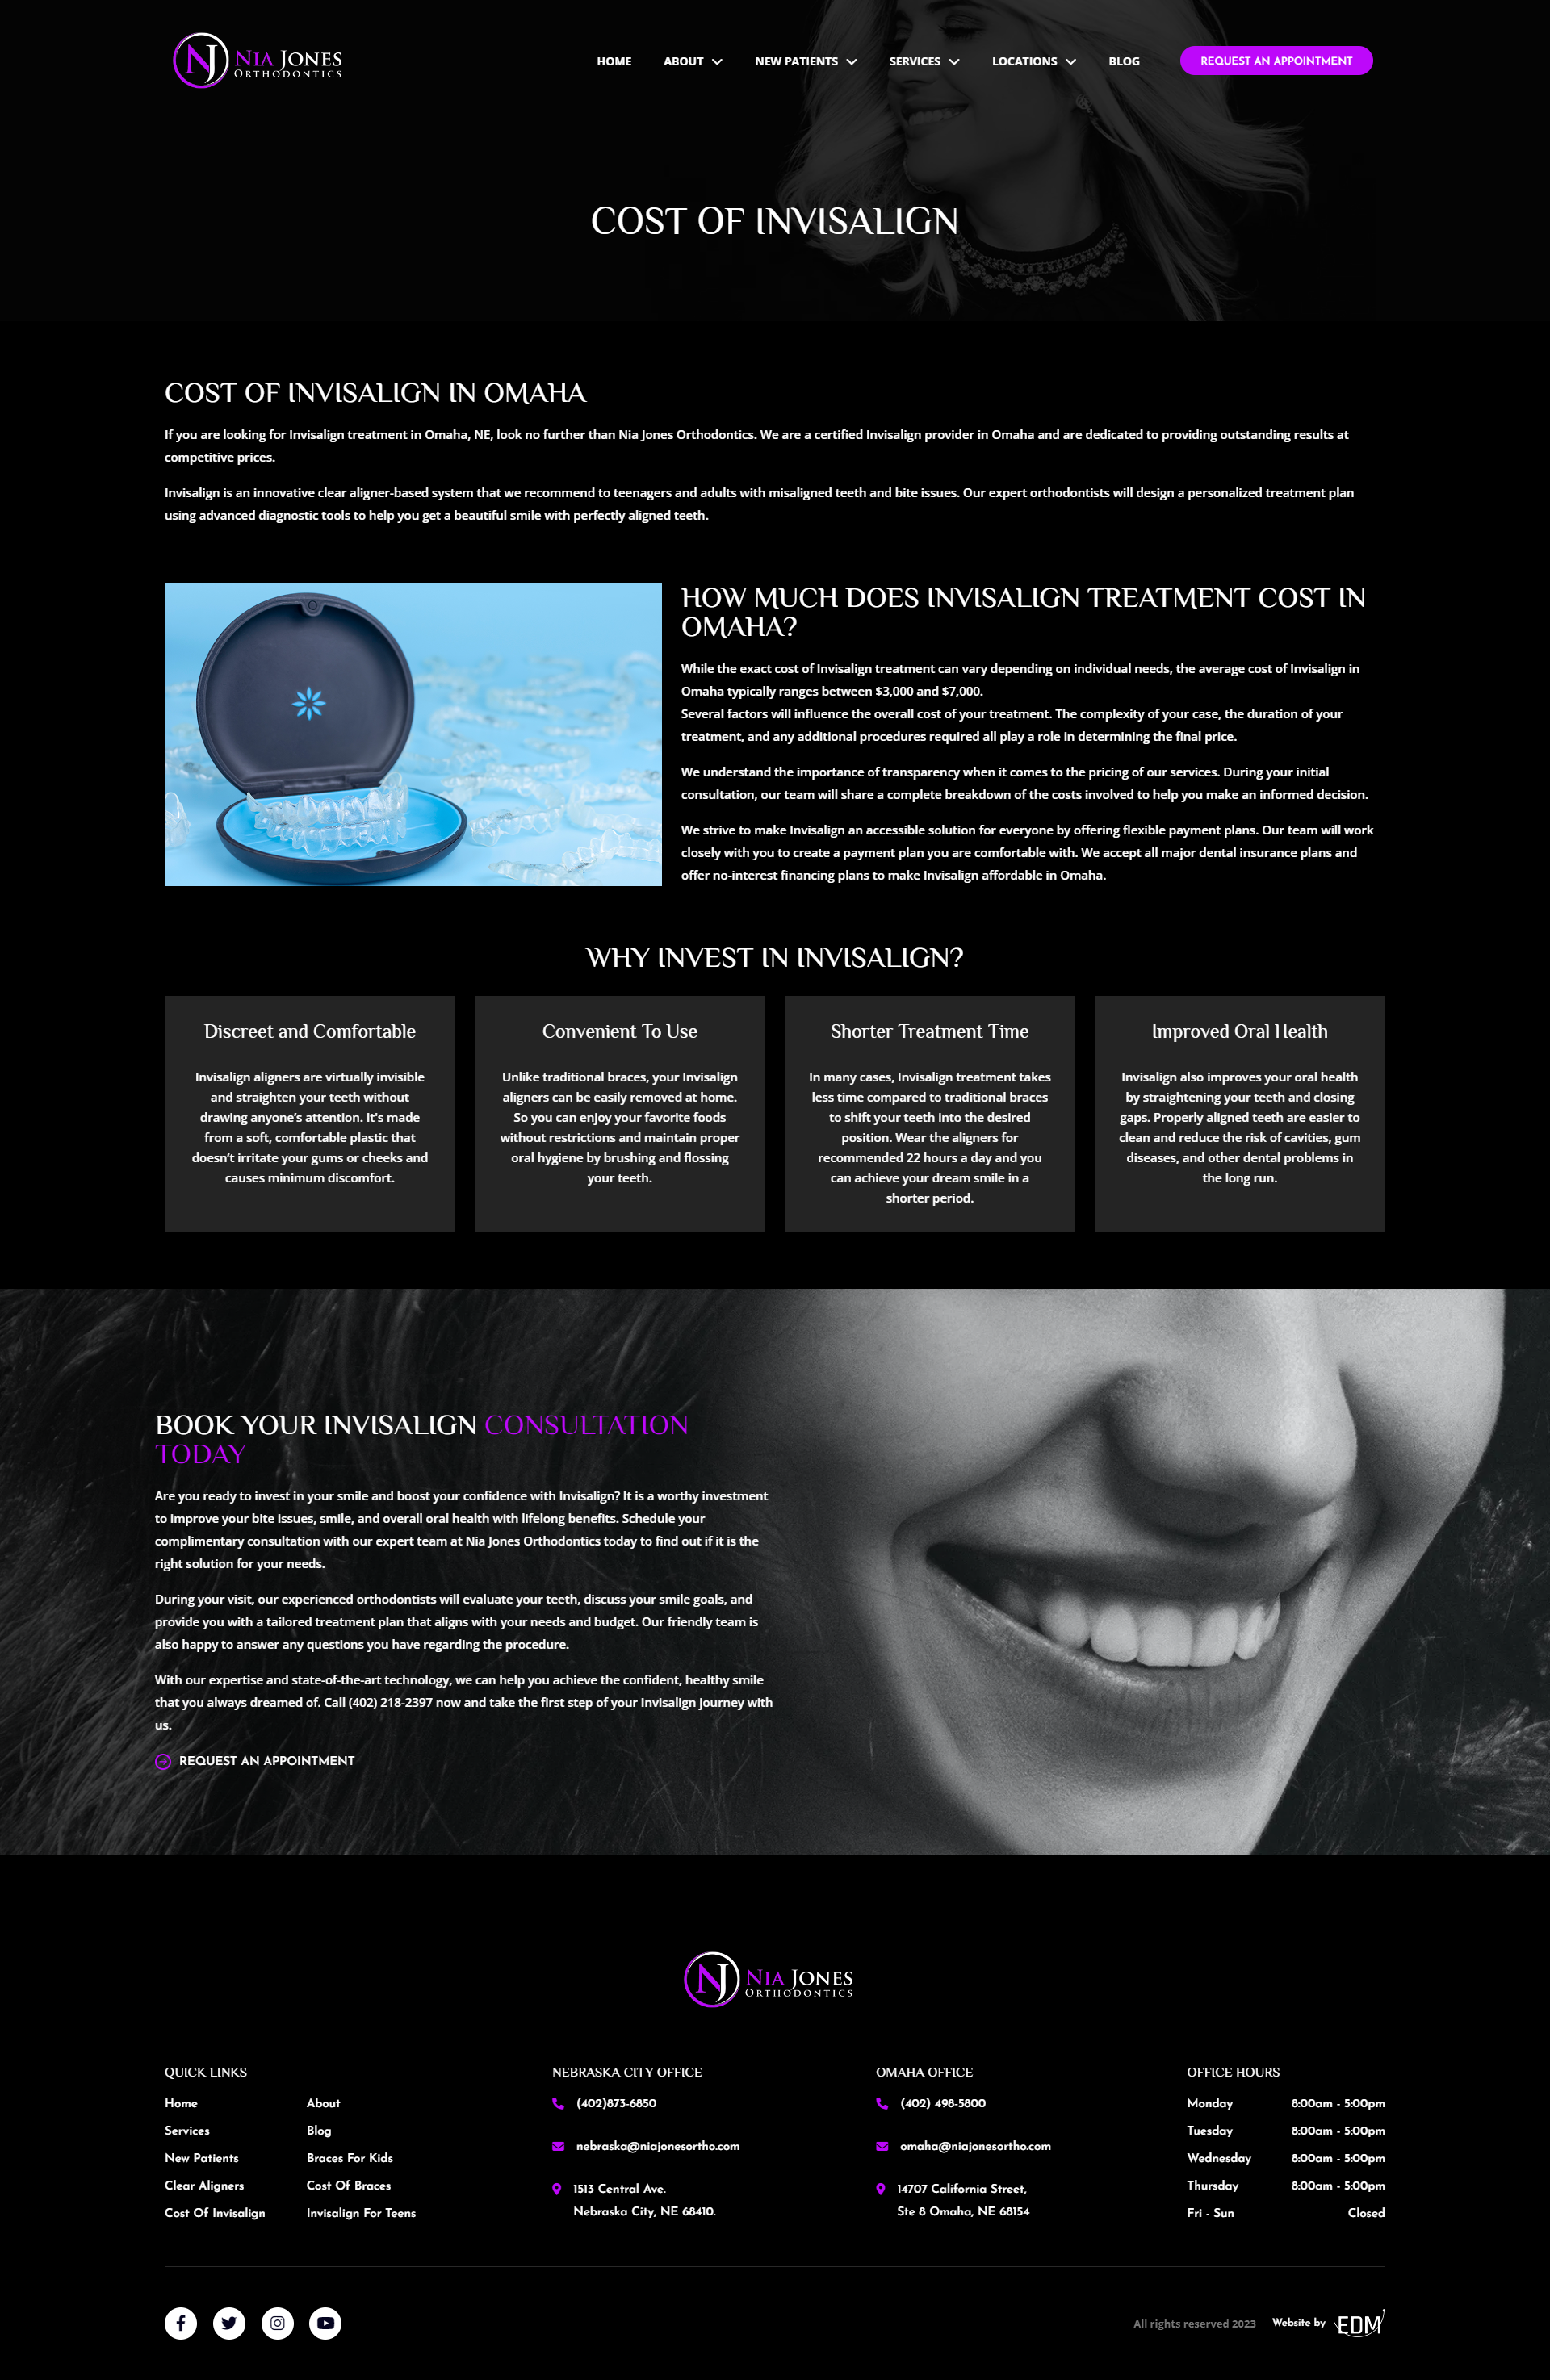 NJ NIA JONES
ORTHODONTICS
HOME ABOUT NEW PATIENTS SERVICES LOCATIONS BLOG REQUEST AN APPOINTMENT
COST OF INVISALIGN
COST OF INVISALIGN IN OMAHA
If you are looking for Invisalign treatment in Omaha, NE, look no further than Nia Jones Orthodontics. We are a certified Invisalign provider in Omaha and are dedicated to providing outstanding results at
competitive prices.
Invisalign is an innovative clear aligner-based system that we recommend to teenagers and adults with misaligned teeth and bite issues. Our expert orthodontists will design a personalized treatment plan
using advanced diagnostic tools to help you get a beautiful smile with perfectly aligned teeth.
HOW MUCH DOES INVISALIGN TREATMENT COST IN
OMAHA?
While the exact cost of Invisalign treatment can vary depending on individual needs, the average cost of Invisalign in
Omaha typically ranges between $3,000 and $7,000.
Several factors will influence the overall cost of your treatment. The complexity of your case, the duration of your
treatment, and any additional procedures required all play a role in determining the final price.
We understand the importance of transparency when it comes to the pricing of our services. During your initial
consultation, our team will share a complete breakdown of the costs involved to help you make an informed decision.
We strive to make Invisalign an accessible solution for everyone by offering flexible payment plans. Our team will work
closely with you to create a payment plan you are comfortable with. We accept all major dental insurance plans and
offer no-interest financing plans to make Invisalign affordable in Omaha.
WHY INVEST IN INVISALIGN?
Discreet and Comfortable
Invisalign aligners are virtually invisible
and straighten your teeth without
drawing anyone's attention. It's made
from a soft, comfortable plastic that
doesn't irritate your gums or cheeks and
causes minimum discomfort.
Convenient To Use
Unlike traditional braces, your Invisalign
aligners can be easily removed at home.
So you can enjoy your favorite foods
without restrictions and maintain proper
oral hygiene by brushing and flossing
your teeth.
Shorter Treatment Time
In many cases, Invisalign treatment takes
less time compared to traditional braces
to shift your teeth into the desired
position. Wear the aligners for
recommended 22 hours a day and you
can achieve your dream smile in a
shorter period.
Improved Oral Health
Invisalign also improves your oral health
by straightening your teeth and closing
gaps. Properly aligned teeth are easier to
clean and reduce the risk of cavities, gum
diseases, and other dental problems in
the long run.
BOOK YOUR INVISALIGN CONSULTATION
TODAY
Are you ready to invest in your smile and boost your confidence with Invisalign? It is a worthy investment
to improve your bite issues, smile, and overall oral health with lifelong benefits. Schedule your
complimentary consultation with our expert team at Nia Jones Orthodontics today to find out if it is the
right solution for your needs.
During your visit, our experienced orthodontists will evaluate your teeth, discuss your smile goals, and
provide you with a tailored treatment plan that aligns with your needs and budget. Our friendly team is
also happy to answer any questions you have regarding the procedure.
With our expertise and state-of-the-art technology, we can help you achieve the confident, healthy smile
that you always dreamed of. Call (402) 218-2397 now and take the first step of your Invisalign journey with
us.
REQUEST AN APPOINTMENT
NJ NIA JONES
ORTHODONTICS
QUICK LINKS
Home About
Services Blog
New Patients Braces For Kids
Clear Aligners Cost Of Braces
Cost Of Invisalign Invisalign For Teens
NEBRASKA CITY OFFICE
(402)873-6850
nebraska@niajonesortho.com
1513 Central Ave.
Nebraska City, NE 68410.
OMAHA OFFICE
(402) 498-5800
omaha@niajonesortho.com
14707 California Street,
Ste 8 Omaha, NE 68154
OFFICE HOURS
Monday 8:00am - 5:00pm
Tuesday 8:00am - 5:00pm
Wednesday 8:00am - 5:00pm
Thursday 8:00am - 5:00pm
Fri - Sun Closed
All rights reserved 2023 Website by EDM